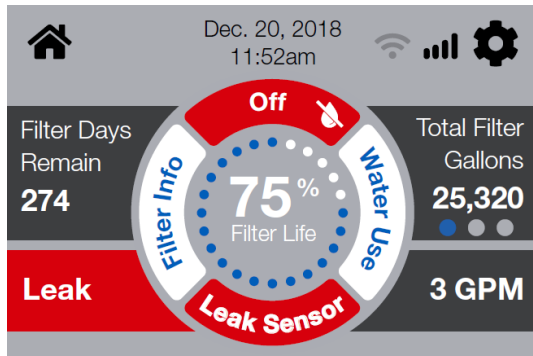 Dec. 20, 2018
11:52am
Off
Filter Days
Remain
274
Filter Info
75%
Filter Life
Water Use
Total Filter
Gallons
25,320
Leak
Leak Sensor
3 GPM